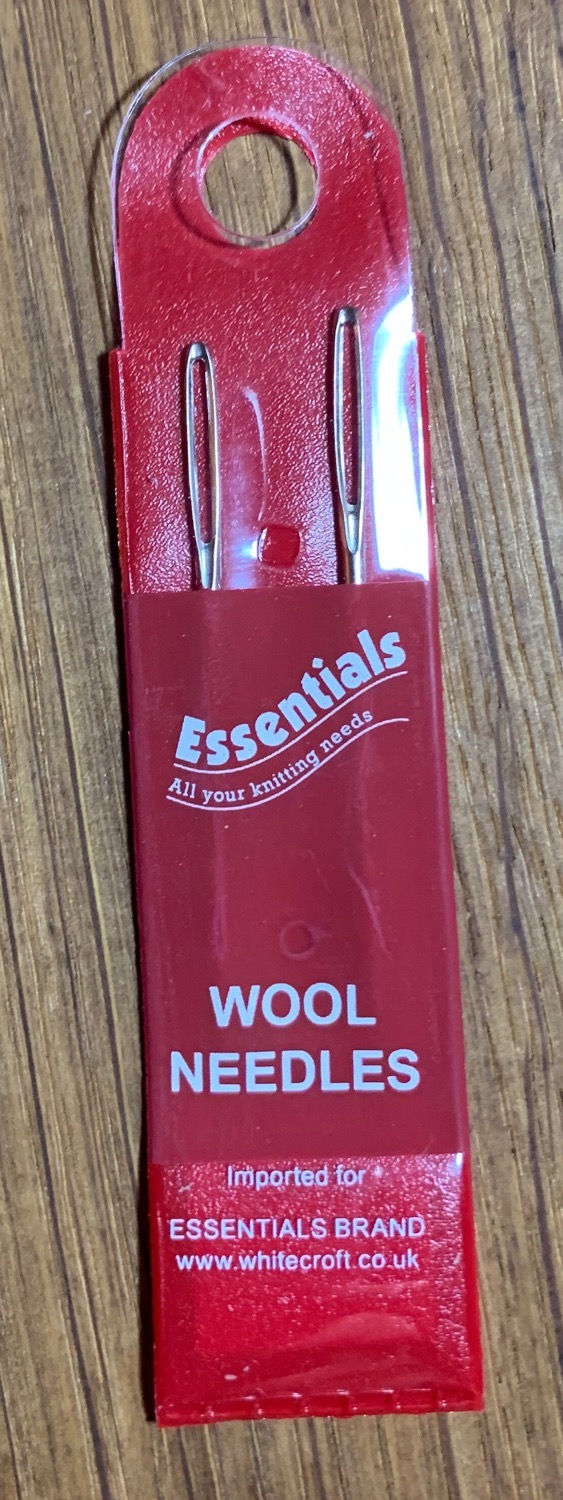 Essentials
All your knitting needs
WOOL
NEEDLES
Imported for
ESSENTIALS BRAND
www.whitecroft.co.uk